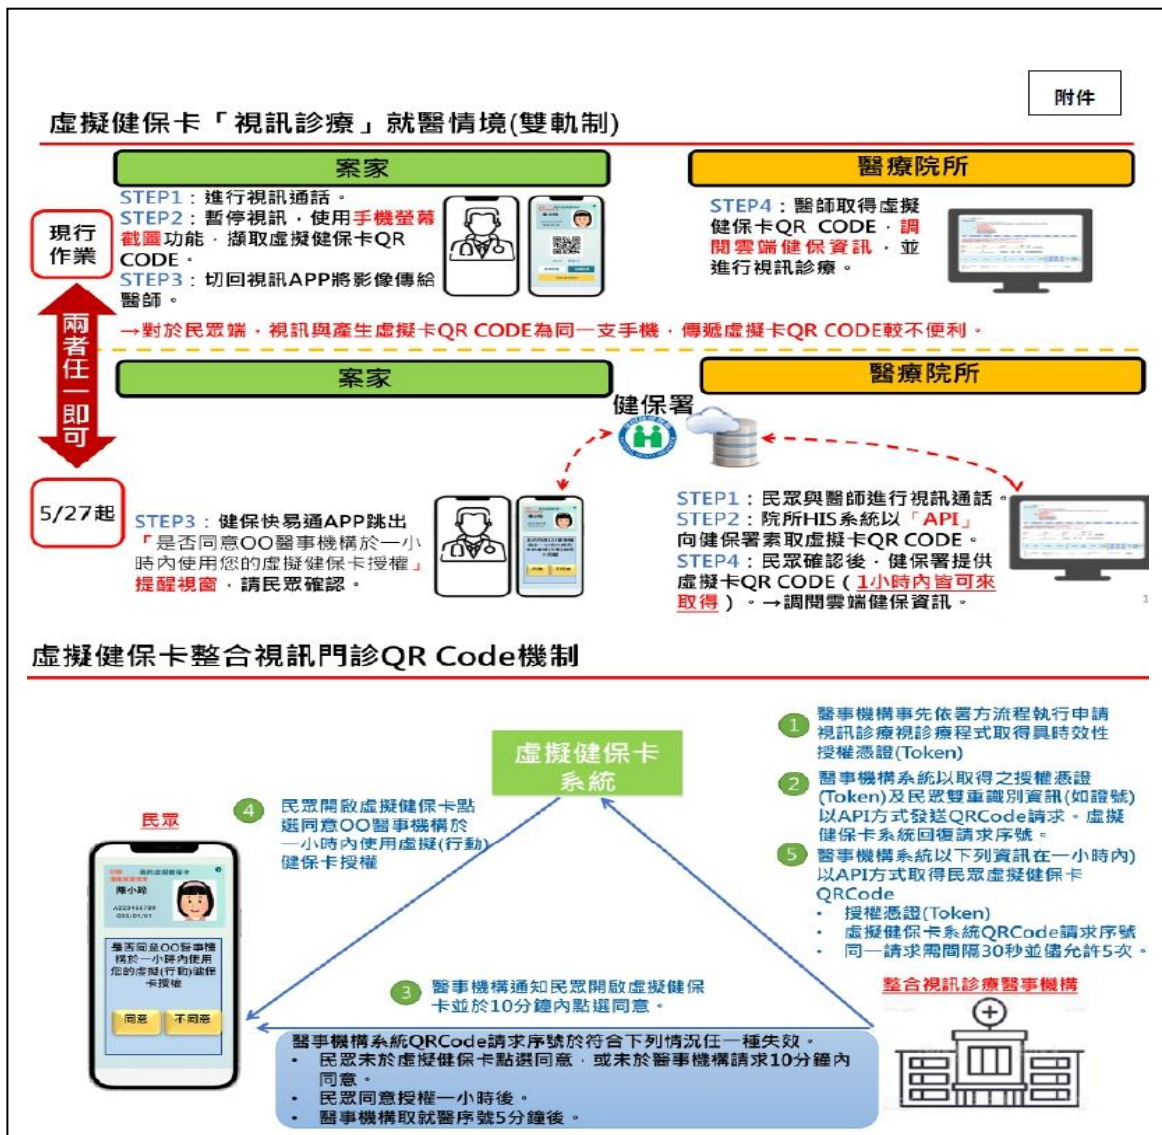 附件
虛擬健保卡「視訊診療」就醫情境(雙軌制)
案家
醫療院所
現行
作業
STEP1：進行視訊通話。
STEP2：暫停視訊，使用手機螢幕
截圖功能，擷取虛擬健保卡QR
CODE。
STEP3：切回視訊APP將影像傳給
醫師。
STEP4：醫師取得虛擬
健保卡QR CODE，調
閱雲端健保資訊，並
進行視訊診療。
→對於民眾端，視訊與產生虛擬卡QR CODE為同一支手機，傳遞虛擬卡QR CODE較不便利。
兩者任一即可
案家
醫療院所
健保署
5/27起
STEP3：健保快易通APP跳出
「是否同意OO醫事機構於一小
時內使用您的虛擬健保卡授權」
提醒視窗，請民眾確認。
STEP1：民眾與醫師進行視訊通話。
STEP2：院所HIS系統以「API」
向健保署索取虛擬卡QR CODE。
STEP4：民眾確認後，健保署提供
虛擬卡QR CODE（1小時內皆可來
取得）。→調閱雲端健保資訊。
1
虛擬健保卡整合視訊門診QR Code機制
虛擬健保卡
系統
1 醫事機構事先依署方流程執行申請
視訊診療視診療程式取得具時效性
授權憑證(Token)
2 醫事機構系統以取得之授權憑證
(Token)及民眾雙重識別資訊(如證號)
以API方式發送QRCode請求。虛擬
健保卡系統回復請求序號。
5 醫事機構系統以下列資訊在一小時內)
以API方式取得民眾虛擬健保卡
QRCode
• 授權憑證(Token)
• 虛擬健保卡系統QRCode請求序號
• 同一請求需間隔30秒並僅允許5次。
4 民眾開啟虛擬健保卡點
選同意OO醫事機構於
一小時內使用虛擬(行動)
健保卡授權
民眾
我的虛擬健保卡
陳小玲
A223456789
是否同意OO醫事機
構於一小時內使用
您的虛擬(行動)健保
卡授權
同意
不同意
3 醫事機構通知民眾開啟虛擬健保
卡並於10分鐘內點選同意。
整合視訊診療醫事機構
醫事機構系統QRCode請求序號於符合下列情況任一種失效。
• 民眾未於虛擬健保卡點選同意，或未於醫事機構請求10分鐘內
同意。
• 民眾同意授權一小時後。
• 醫事機構取就醫序號5分鐘後。